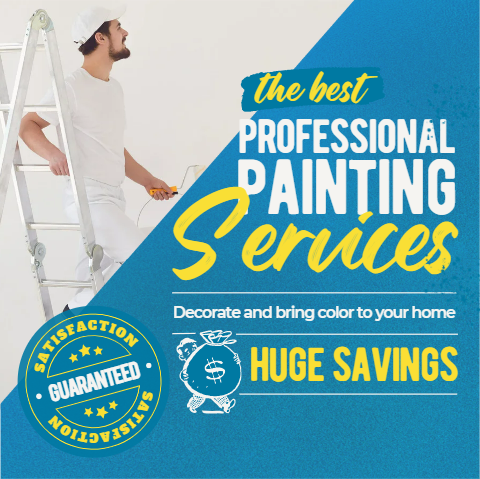 the best
PROFESSIONAL
PAINTING
Services
Decorate and bring color to your home
HUGE SAVINGS
$
SATISFACTION
GUARANTEED
SATISFACTION